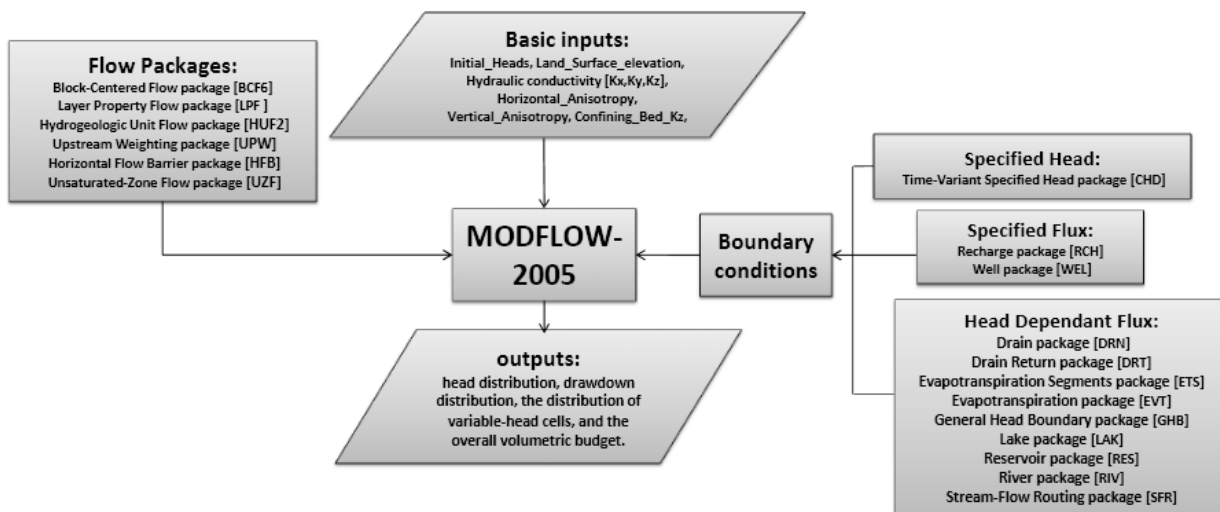 Flow Packages:
Block-Centered Flow package [BCF6]
Layer Property Flow package [LPF ]
Hydrogeologic Unit Flow package [HUF2]
Upstream Weighting package [UPW]
Horizontal Flow Barrier package [HFB]
Unsaturated-Zone Flow package [UZF]
Basic inputs:
Initial_Heads, Land_Surface_elevation,
Hydraulic conductivity [Kx,Ky,Kz],
Horizontal_Anisotropy,
Vertical_Anisotropy, Confining_Bed_Kz,
MODFLOW-
2005
Boundary
conditions
Specified Head:
Time-Variant Specified Head package [CHD]
Specified Flux:
Recharge package [RCH]
Well package [WEL]
Head Dependant Flux:
Drain package [DRN]
Drain Return package [DRT]
Evapotranspiration Segments package [ETS]
Evapotranspiration package [EVT]
General Head Boundary package [GHB]
Lake package [LAK]
Reservoir package [RES]
River package [RIV]
Stream-Flow Routing package [SFR]
outputs:
head distribution, drawdown
distribution, the distribution of
variable-head cells, and the
overall volumetric budget.